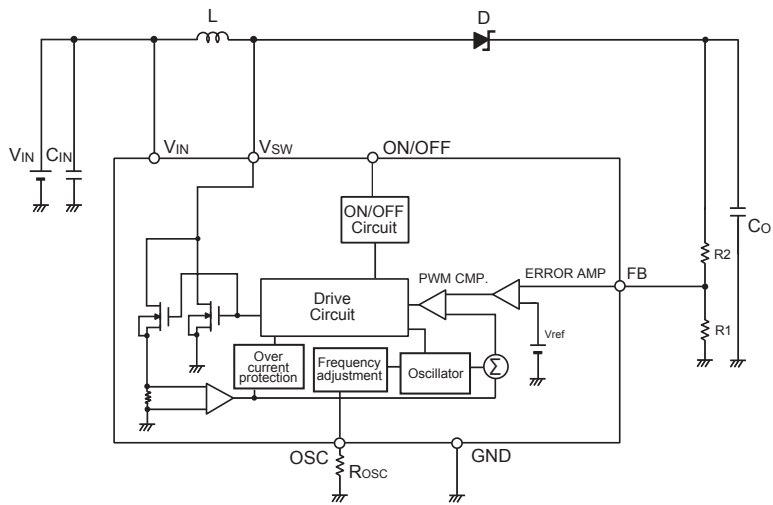 L
D
VIN
CIN
VIN
VSW
ON/OFF
ON/OFF
Circuit
CO
R2
PWM CMP.
ERROR AMP
FB
Drive
Circuit
Vref
R1
Over
current
protection
Frequency
adjustment
Oscillator
Σ
OSC
ROSC
GND